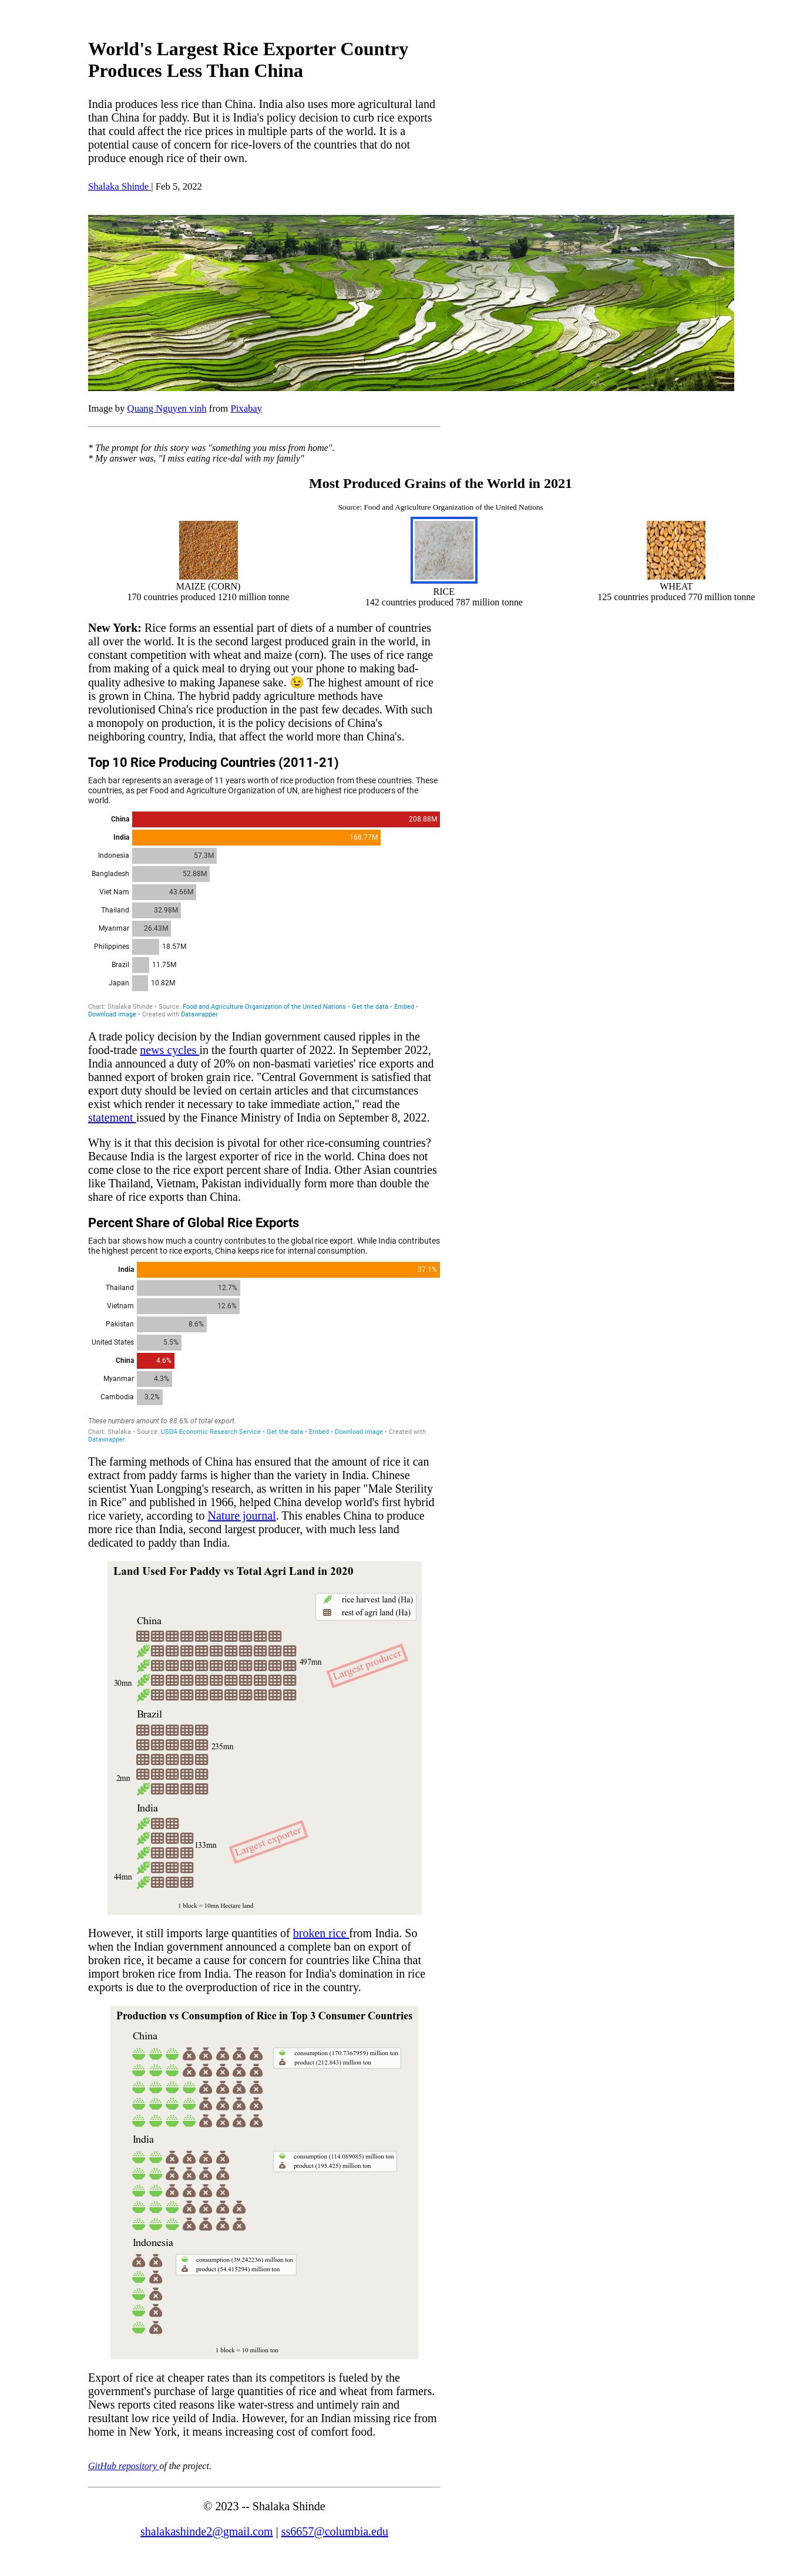 World's Largest Rice Exporter Country
Produces Less Than China
India produces less rice than China. India also uses more agricultural land
than China for paddy. But it is India's policy decision to curb rice exports
that could affect the rice prices in multiple parts of the world. It is a
potential cause of concern for rice-lovers of the countries that do not
produce enough rice of their own.
Shalaka Shinde | Feb 5, 2022
Image by Quang Nguyen vinh from Pixabay
* The prompt for this story was "something you miss from home".
* My answer was, "I miss eating rice-dal with my family"
Most Produced Grains of the World in 2021
Source: Food and Agriculture Organization of the United Nations
MAIZE (CORN)
170 countries produced 1210 million tonne
RICE
142 countries produced 787 million tonne
WHEAT
125 countries produced 770 million tonne
New York: Rice forms an essential part of diets of a number of countries
all over the world. It is the second largest produced grain in the world, in
constant competition with wheat and maize (corn). The uses of rice range
from making of a quick meal to drying out your phone to making bad-
quality adhesive to making Japanese sake. 😉 The highest amount of rice
is grown in China. The hybrid paddy agriculture methods have
revolutionised China's rice production in the past few decades. With such
a monopoly on production, it is the policy decisions of China's
neighboring country, India, that affect the world more than China's.
Top 10 Rice Producing Countries (2011-21)
Each bar represents an average of 11 years worth of rice production from these countries. These
countries, as per Food and Agriculture Organization of UN, are highest rice producers of the
world.
China 208.88M
India 168.77M
Indonesia 57.3M
Bangladesh 52.88M
Viet Nam 43.66M
Thailand 32.98M
Myanmar 26.43M
Philippines 18.57M
Brazil 11.75M
Japan 10.82M
Chart: Shalaka Shinde • Source: Food and Agriculture Organization of the United Nations • Get the data • Embed •
Download image • Created with Datawrapper
A trade policy decision by the Indian government caused ripples in the
food-trade news cycles in the fourth quarter of 2022. In September 2022,
India announced a duty of 20% on non-basmati varieties' rice exports and
banned export of broken grain rice. "Central Government is satisfied that
export duty should be levied on certain articles and that circumstances
exist which render it necessary to take immediate action," read the
statement issued by the Finance Ministry of India on September 8, 2022.
Why is it that this decision is pivotal for other rice-consuming countries?
Because India is the largest exporter of rice in the world. China does not
come close to the rice export percent share of India. Other Asian countries
like Thailand, Vietnam, Pakistan individually form more than double the
share of rice exports than China.
Percent Share of Global Rice Exports
Each bar shows how much a country contributes to the global rice export. While India contributes
the highest percent to rice exports, China keeps rice for internal consumption.
India 37.1%
Thailand 12.7%
Vietnam 12.6%
Pakistan 8.6%
United States 5.5%
China 4.6%
Myanmar 4.3%
Cambodia 3.2%
These numbers amount to 88.6% of total export.
Chart: Shalaka • Source: USDA Economic Research Service • Get the data • Embed • Download image • Created with
Datawrapper
The farming methods of China has ensured that the amount of rice it can
extract from paddy farms is higher than the variety in India. Chinese
scientist Yuan Longping's research, as written in his paper "Male Sterility
in Rice" and published in 1966, helped China develop world's first hybrid
rice variety, according to Nature journal. This enables China to produce
more rice than India, second largest producer, with much less land
dedicated to paddy than India.
Land Used For Paddy vs Total Agri Land in 2020
rice harvest land (Ha)
rest of agri land (Ha)
China
497mn
Largest producer
30mn
Brazil
235mn
2mn
India
133mn
Largest exporter
44mn
1 block = 10mn Hectare land
However, it still imports large quantities of broken rice from India. So
when the Indian government announced a complete ban on export of
broken rice, it became a cause for concern for countries like China that
import broken rice from India. The reason for India's domination in rice
exports is due to the overproduction of rice in the country.
Production vs Consumption of Rice in Top 3 Consumer Countries
China
consumption (170.7367959) million ton
product (212.843) million ton
India
consumption (114.089085) million ton
product (195.425) million ton
Indonesia
consumption (39.242236) million ton
product (54.415294) million ton
1 block = 10 million ton
Export of rice at cheaper rates than its competitors is fueled by the
government's purchase of large quantities of rice and wheat from farmers.
News reports cited reasons like water-stress and untimely rain and
resultant low rice yeild of India. However, for an Indian missing rice from
home in New York, it means increasing cost of comfort food.
GitHub repository of the project.
© 2023 -- Shalaka Shinde
shalakashinde2@gmail.com | ss6657@columbia.edu